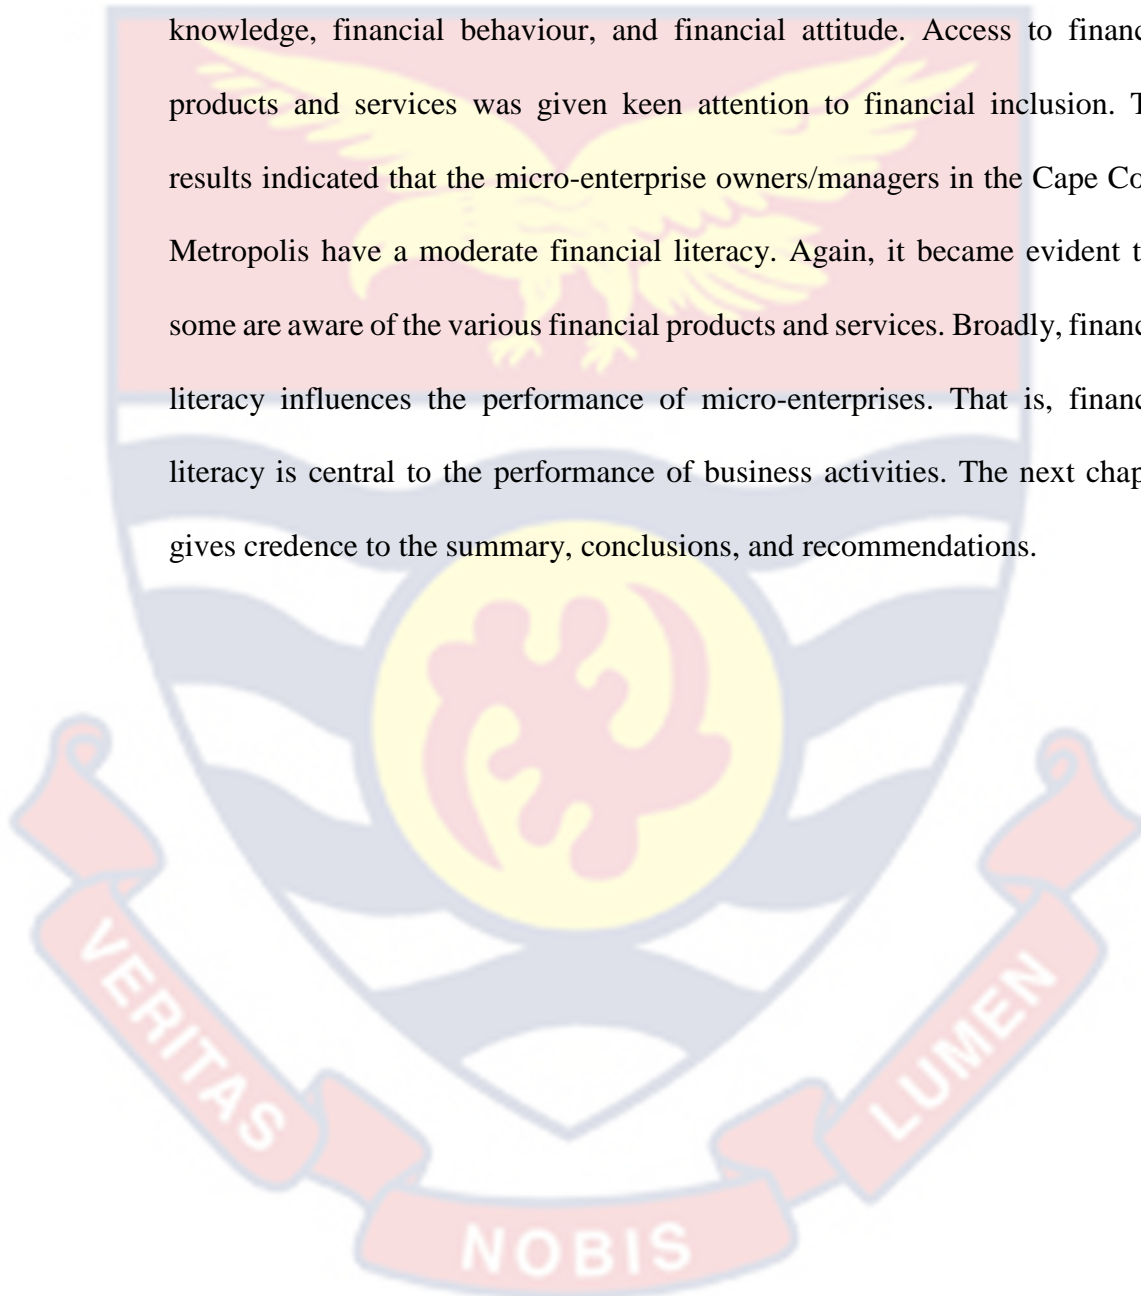 knowledge, financial behaviour, and financial attitude. Access to financ
products and services was given keen attention to financial inclusion. T
results indicated that the micro-enterprise owners/managers in the Cape Co
Metropolis have a moderate financial literacy. Again, it became evident t
some are aware of the various financial products and services. Broadly, financ
literacy influences the performance of micro-enterprises. That is, financ
literacy is central to the performance of business activities. The next chap
gives credence to the summary, conclusions, and recommendations.
VERITAS
NOBIS
LUMEN